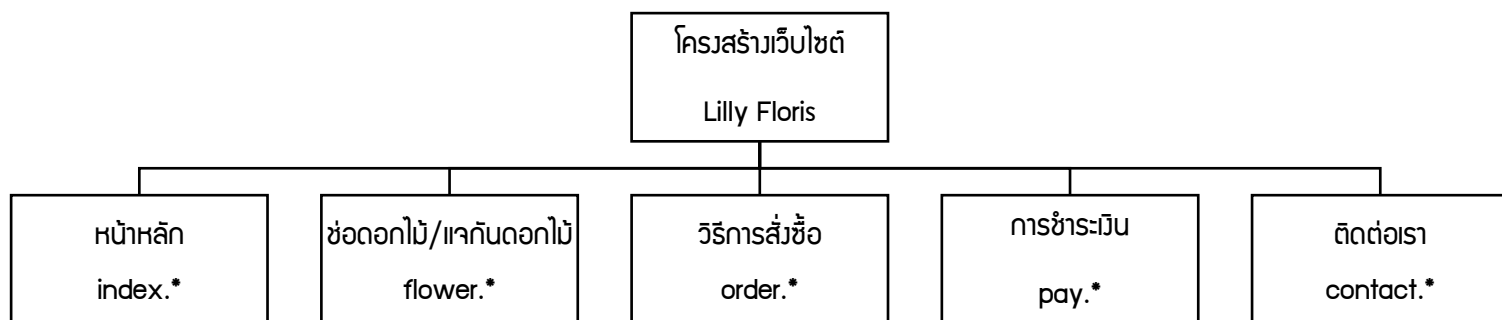 โครงสร้างเว็บไซต์
Lilly Floris
หน้าหลัก
index.*
ช่อดอกไม้/แจกันดอกไม้
flower.*
วิธีการสั่งซื้อ
order.*
การชำระเงิน
pay.*
ติดต่อเรา
contact.*